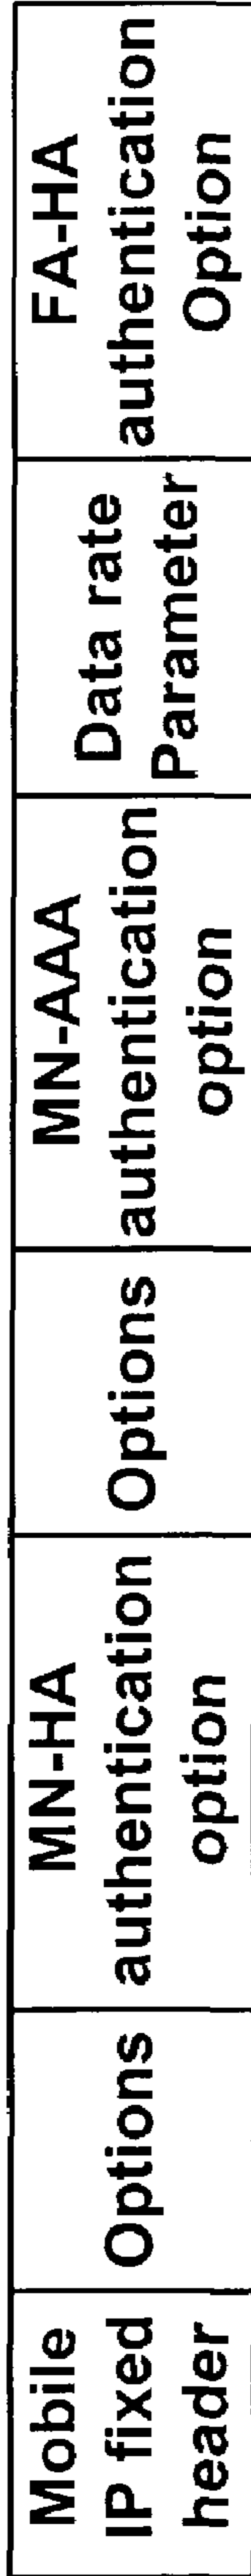 Mobile
IP fixed
header
Options
MN-HA
authentication
option
Options
MN-AAA
authentication
option
Data rate
Parameter
FA-HA
authentication
Option